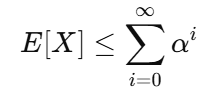 E[X] ≤ ∑_{i=0}^{∞} α^i